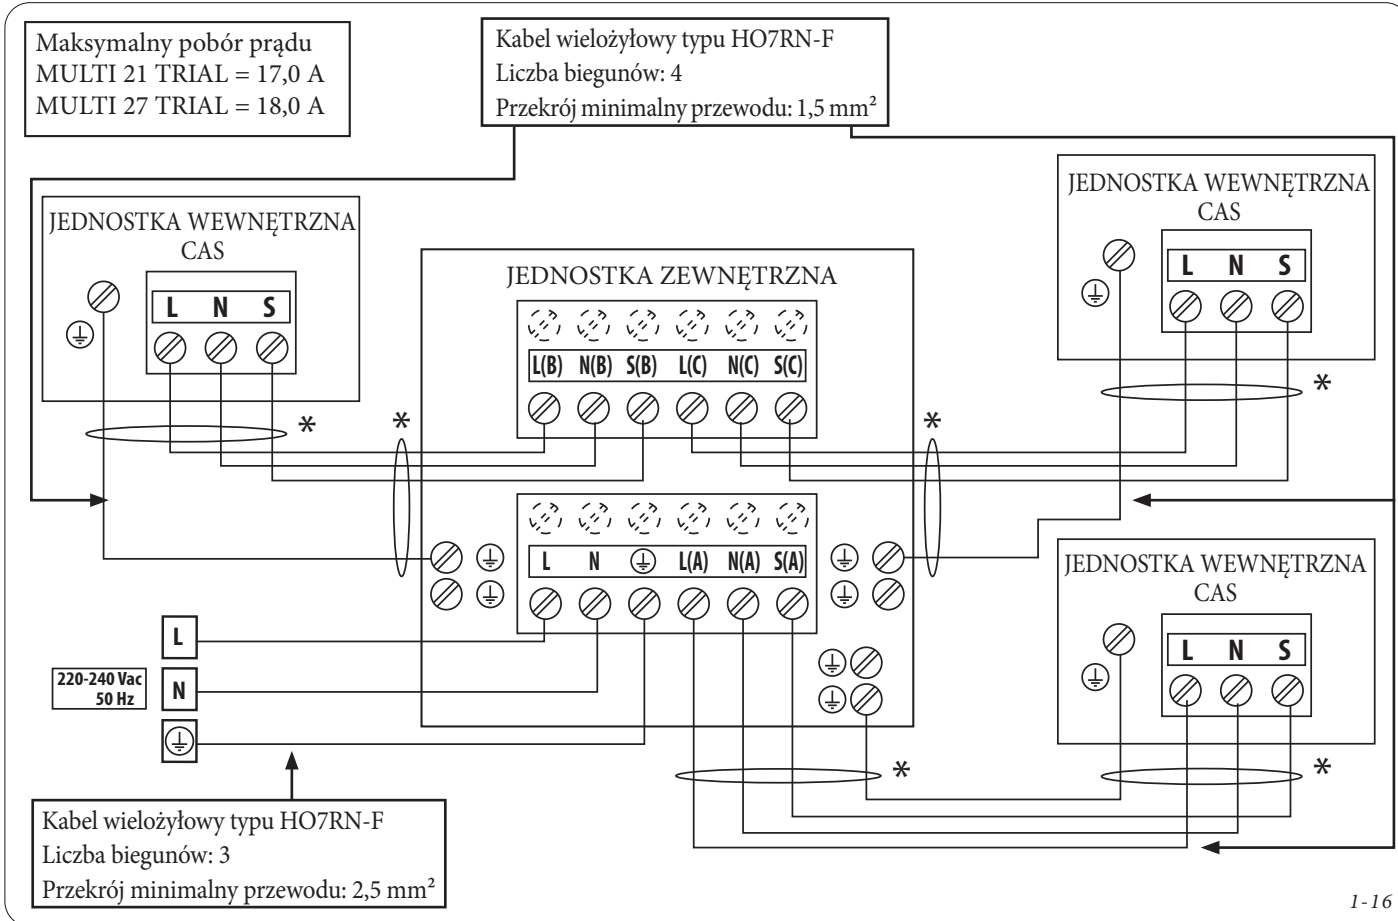 Maksymalny pobór prądu
MULTI 21 TRIAL = 17,0 A
MULTI 27 TRIAL = 18,0 A
Kabel wielożyłowy typu HO7RN-F
Liczba biegunów: 4
Przekrój minimalny przewodu: 1,5 mm²
JEDNOSTKA WEWNĘTRZNA
CAS
L N S
*
JEDNOSTKA ZEWNĘTRZNA
L(B) N(B) S(B) L(C) N(C) S(C)
*
*
JEDNOSTKA WEWNĘTRZNA
CAS
L N S
*
L N L(A) N(A) S(A)
JEDNOSTKA WEWNĘTRZNA
CAS
L N S
*
*
L
220-240 Vac
50 Hz
N
Kabel wielożyłowy typu HO7RN-F
Liczba biegunów: 3
Przekrój minimalny przewodu: 2,5 mm²
1-16